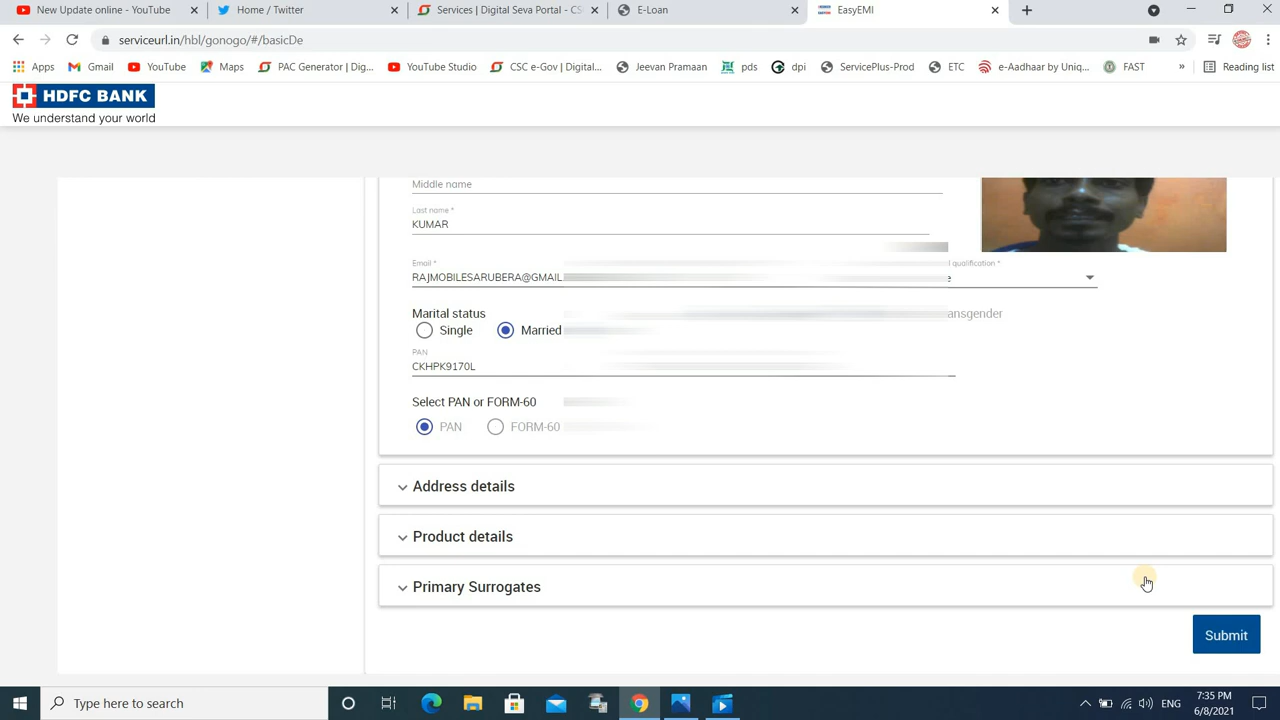 New Update online - YouTube
Home / Twitter
Services | Digital Seva Portal - CS
E-Loan
EasyEMI
serviceurl.in/hbl/gonogo/#/basicDe
Apps
Gmail
YouTube
Maps
PAC Generator | Dig...
YouTube Studio
CSC e-Gov | Digital...
Jeevan Pramaan
pds
dpi
ServicePlus-Prod
ETC
e-Aadhaar by Uniq...
FAST
»
Reading list
HDFC BANK
We understand your world
Middle name
Last name *
KUMAR
Email *
l qualification *
RAJMOBILESARUBERA@GMAIL
e
Marital status
ansgender
Single
Married
PAN
CKHPK9170L
Select PAN or FORM-60
PAN
FORM-60
Address details
Product details
Primary Surrogates
Submit
Type here to search
ENG
7:35 PM
6/8/2021